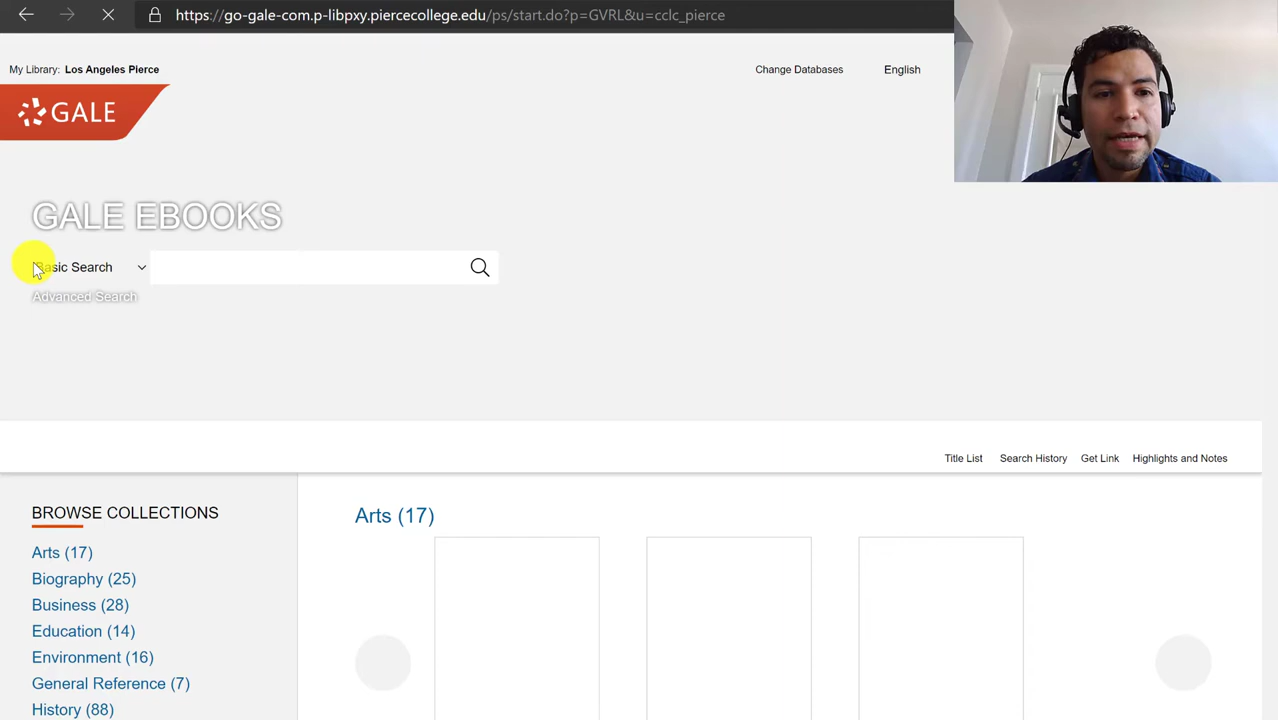 https://go-gale-com.p-libpxy.piercecollege.edu/ps/start.do?p=GVRL&u=cclc_pierce
My Library: Los Angeles Pierce
Change Databases
English
GALE
GALE EBOOKS
Basic Search
Advanced Search
Title List
Search History
Get Link
Highlights and Notes
BROWSE COLLECTIONS
Arts (17)
Arts (17)
Biography (25)
Business (28)
Education (14)
Environment (16)
General Reference (7)
History (88)